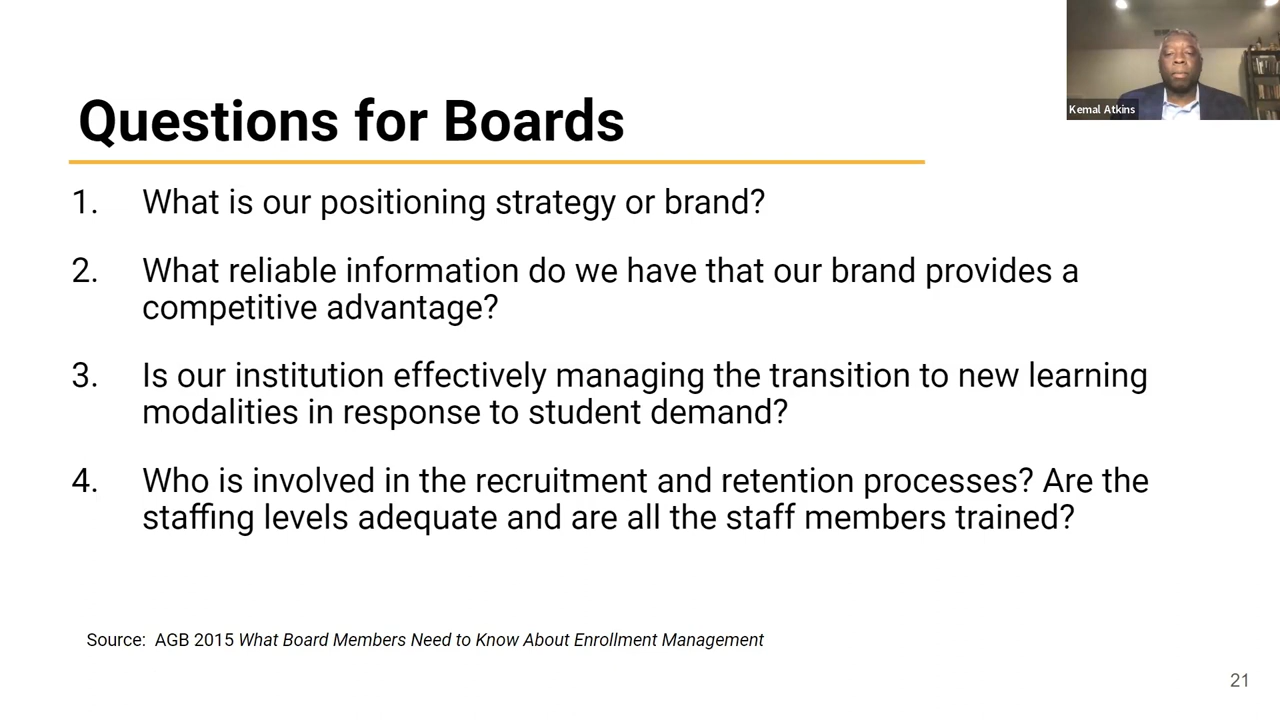 Kemal Atkins
Questions for Boards
1. What is our positioning strategy or brand?
2. What reliable information do we have that our brand provides a
competitive advantage?
3. Is our institution effectively managing the transition to new learning
modalities in response to student demand?
4. Who is involved in the recruitment and retention processes? Are the
staffing levels adequate and are all the staff members trained?
Source: AGB 2015 What Board Members Need to Know About Enrollment Management
21